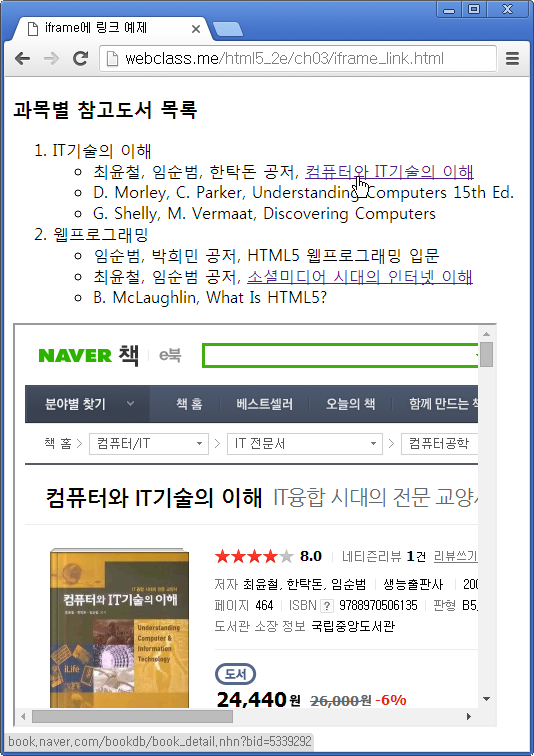 iframe에 링크 예제
webclass.me/html5_2e/ch03/iframe_link.html
과목별 참고도서 목록
1. IT기술의 이해
최윤철, 임순범, 한탁돈 공저, 컴퓨터와 IT기술의 이해
D. Morley, C. Parker, Understanding Computers 15th Ed.
G. Shelly, M. Vermaat, Discovering Computers
2. 웹프로그래밍
임순범, 박희민 공저, HTML5 웹프로그래밍 입문
최윤철, 임순범 공저, 소셜미디어 시대의 인터넷 이해
B. McLaughlin, What Is HTML5?
NAVER 책 e북
분야별 찾기 책 홈 베스트셀러 오늘의 책 함께 만드는 책
책 홈 > 컴퓨터/IT > IT 전문서 > 컴퓨터공학
컴퓨터와 IT기술의 이해 IT융합 시대의 전문 교양서
8.0 네티즌리뷰 1건 리뷰쓰기
저자 최윤철, 한탁돈, 임순범 생능출판사 200
페이지 464 ISBN ? 9788970506135 판형 B5,
도서관 소장 정보 국립중앙도서관
컴퓨터와 IT기술의 이해
Understanding
Computer &
Information
Technology
iLife
도서
24,440원 26,000원 -6%
book.naver.com/bookdb/book_detail.nhn?bid=5339292